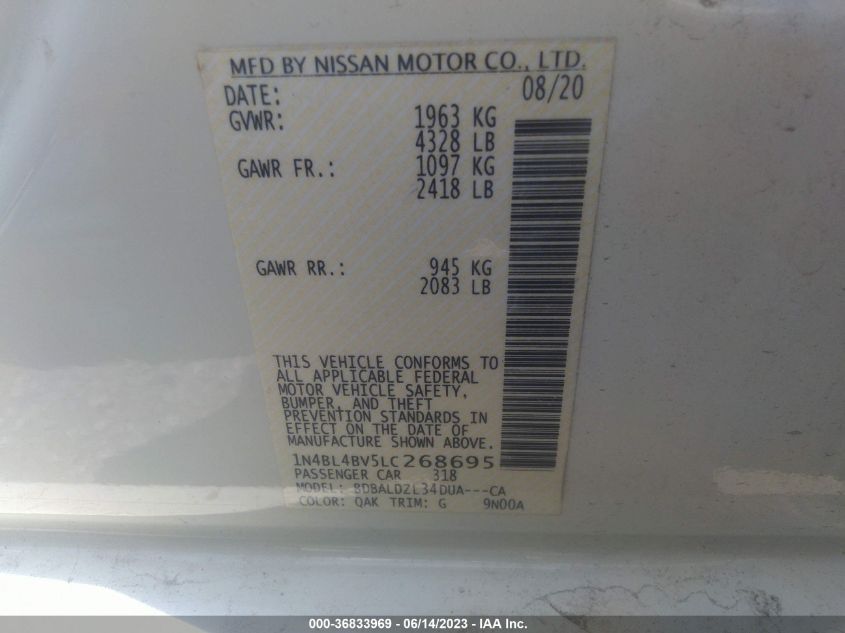 MFD BY NISSAN MOTOR CO., LTD.
DATE: 08/20
GVWR: 1963 KG
4328 LB
GAWR FR.: 1097 KG
2418 LB
GAWR RR.: 945 KG
2083 LB
THIS VEHICLE CONFORMS TO
ALL APPLICABLE FEDERAL
MOTOR VEHICLE SAFETY,
BUMPER, AND THEFT
PREVENTION STANDARDS IN
EFFECT ON THE DATE OF
MANUFACTURE SHOWN ABOVE.
1N4BL4BV5LC268695
PASSENGER CAR 318
MODEL: BDBALDZL34DUA---CA
COLOR: QAK TRIM: G 9N00A
000-36833969 - 06/14/2023 - IAA Inc.